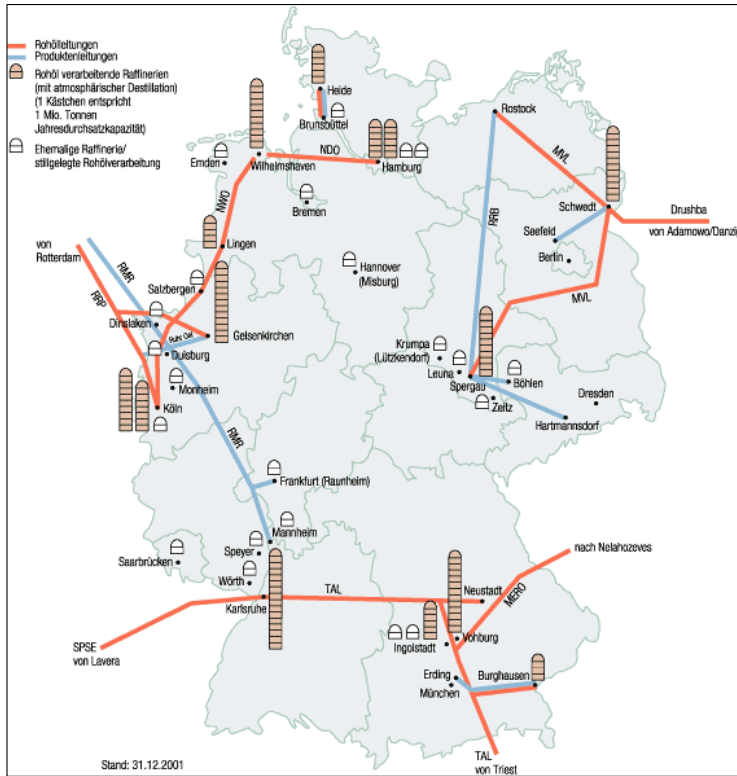 Rohölleitungen
Produktenleitungen
Rohöl verarbeitende Raffinerien
(mit atmosphärischer Destillation)
(1 Kästchen entspricht
1 Mio. Tonnen
Jahresdurchsatzkapazität)
Ehemalige Raffinerie/
stillgelegte Rohölverarbeitung
Heide
Brunsbüttel
Rostock
Emden
Wilhelmshaven
NDO
Hamburg
MVL
Bremen
NWO
Schwedt
Drushba
von Adamowo/Danzig
von
Rotterdam
RMR
Lingen
RRB
Seefeld
Berlin
Hannover
(Misburg)
Salzbergen
RRP
MVL
Dinslaken
Ruhr Oel
Gelsenkirchen
Duisburg
Krumpa
(Lützkendorf)
Leuna
Spergau
Böhlen
Zeitz
Dresden
Hartmannsdorf
Monheim
Köln
RMR
Frankfurt (Raunheim)
Mannheim
Speyer
Saarbrücken
Wörth
Karlsruhe
TAL
Neustadt
nach Nelahozeves
MERO
SPSE
von Lavera
Ingolstadt
Vohburg
Erding
München
Burghausen
TAL
von Triest
Stand: 31.12.2001